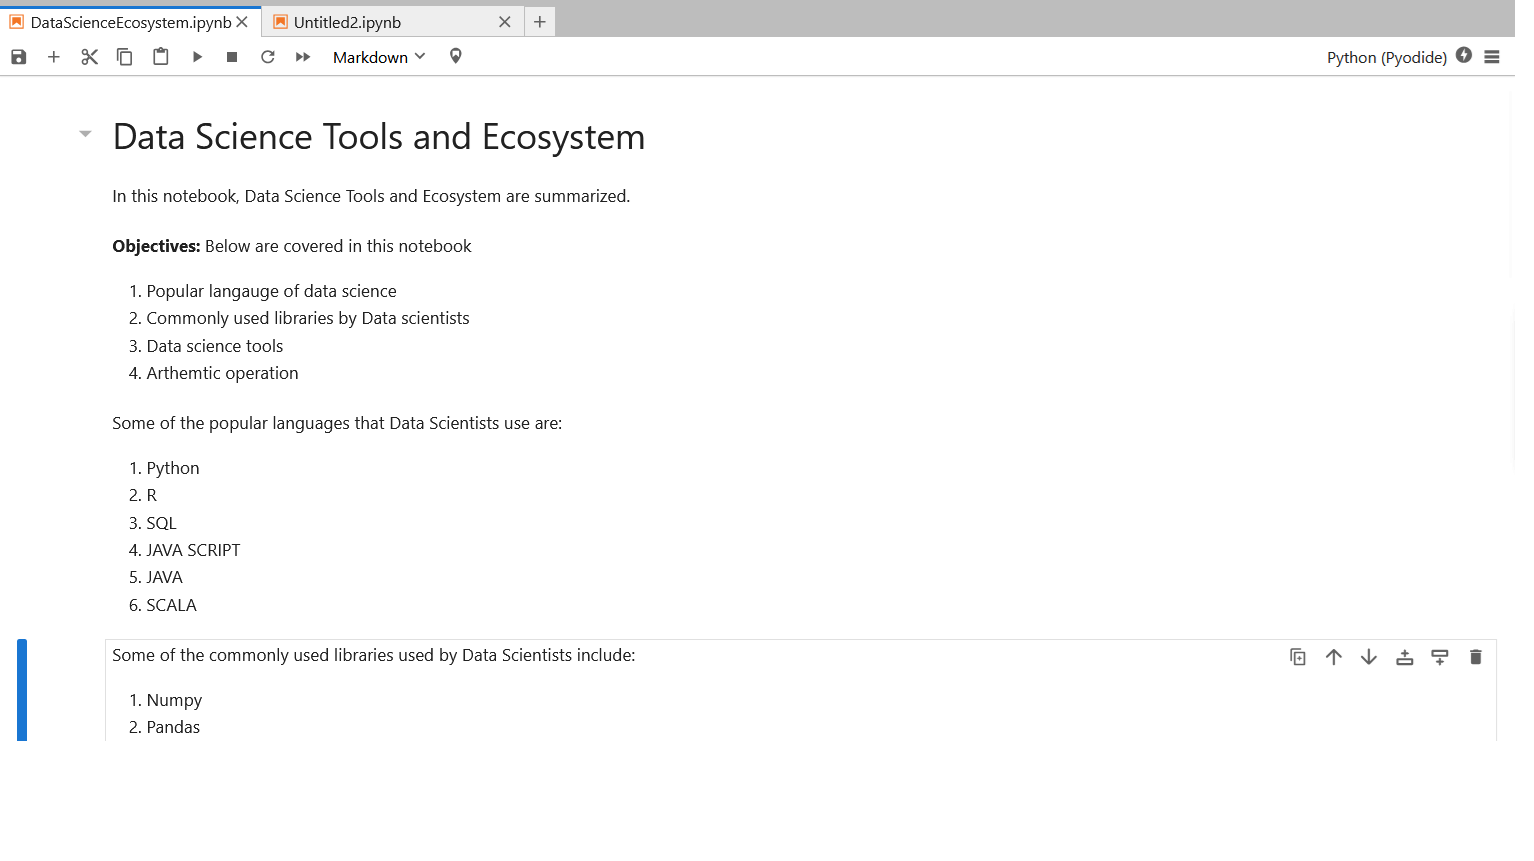 DataScienceEcosystem.ipynb
Untitled2.ipynb
Markdown
Python (Pyodide)
Data Science Tools and Ecosystem
In this notebook, Data Science Tools and Ecosystem are summarized.
Objectives: Below are covered in this notebook
1. Popular langauge of data science
2. Commonly used libraries by Data scientists
3. Data science tools
4. Arthemtic operation
Some of the popular languages that Data Scientists use are:
1. Python
2. R
3. SQL
4. JAVA SCRIPT
5. JAVA
6. SCALA
Some of the commonly used libraries used by Data Scientists include:
1. Numpy
2. Pandas